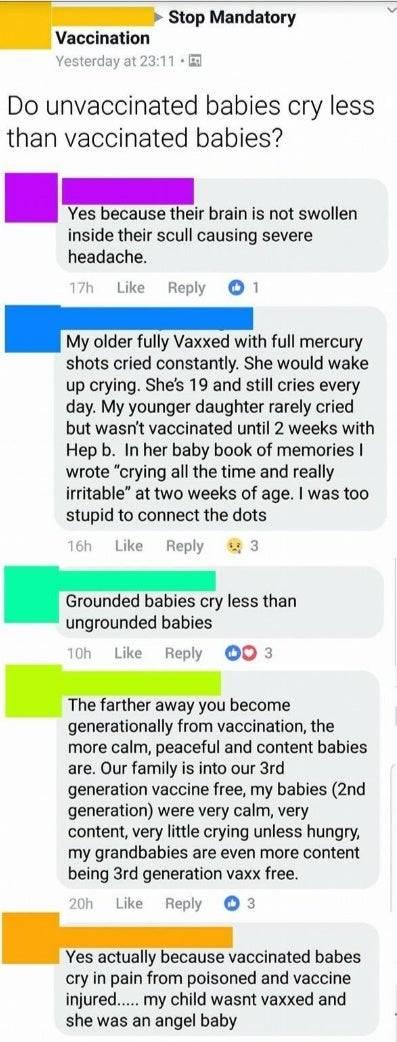 Stop Mandatory
Vaccination
Yesterday at 23:11 ·
Do unvaccinated babies cry less
than vaccinated babies?
Yes because their brain is not swollen
inside their scull causing severe
headache.
17h Like Reply 1
My older fully Vaxxed with full mercury
shots cried constantly. She would wake
up crying. She's 19 and still cries every
day. My younger daughter rarely cried
but wasn't vaccinated until 2 weeks with
Hep b. In her baby book of memories I
wrote “crying all the time and really
irritable” at two weeks of age. I was too
stupid to connect the dots
16h Like Reply 3
Grounded babies cry less than
ungrounded babies
10h Like Reply 3
The farther away you become
generationally from vaccination, the
more calm, peaceful and content babies
are. Our family is into our 3rd
generation vaccine free, my babies (2nd
generation) were very calm, very
content, very little crying unless hungry,
my grandbabies are even more content
being 3rd generation vaxx free.
20h Like Reply 3
Yes actually because vaccinated babes
cry in pain from poisoned and vaccine
injured..... my child wasnt vaxxed and
she was an angel baby